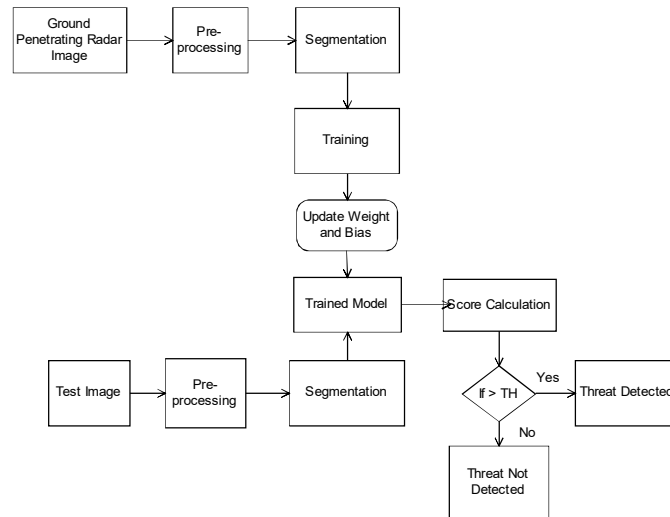 Ground
Penetrating Radar
Image
Pre-
processing
Segmentation
Training
Update Weight
and Bias
Trained Model
Score Calculation
Test Image
Pre-
processing
Segmentation
If > TH
Yes
Threat Detected
No
Threat Not
Detected